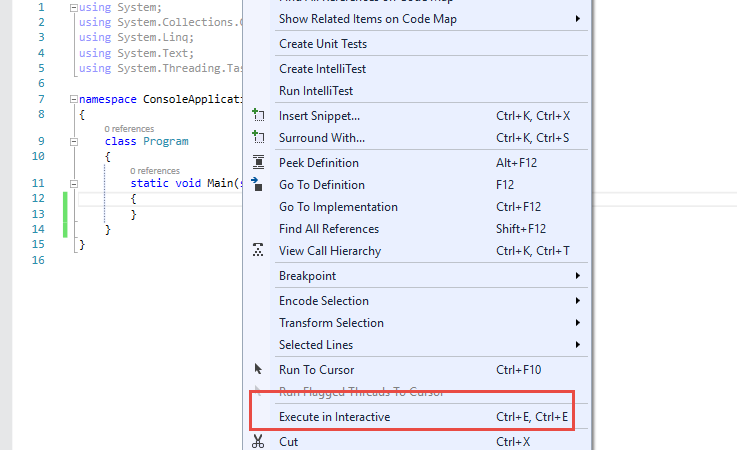 Show Related Items on Code Map
Create Unit Tests
Create IntelliTest
Run IntelliTest
Insert Snippet... Ctrl+K, Ctrl+X
Surround With... Ctrl+K, Ctrl+S
Peek Definition Alt+F12
Go To Definition F12
Go To Implementation Ctrl+F12
Find All References Shift+F12
View Call Hierarchy Ctrl+K, Ctrl+T
Breakpoint
Encode Selection
Transform Selection
Selected Lines
Run To Cursor Ctrl+F10
Run Flagged Threads To Cursor
Execute in Interactive Ctrl+E, Ctrl+E
Cut Ctrl+X
1 using System;
2 using System.Collections.
3 using System.Linq;
4 using System.Text;
5 using System.Threading.Tas
6
7 namespace ConsoleApplicati
8 {
0 references
9 class Program
10 {
0 references
11 static void Main(
12 {
13 }
14 }
15 }
16